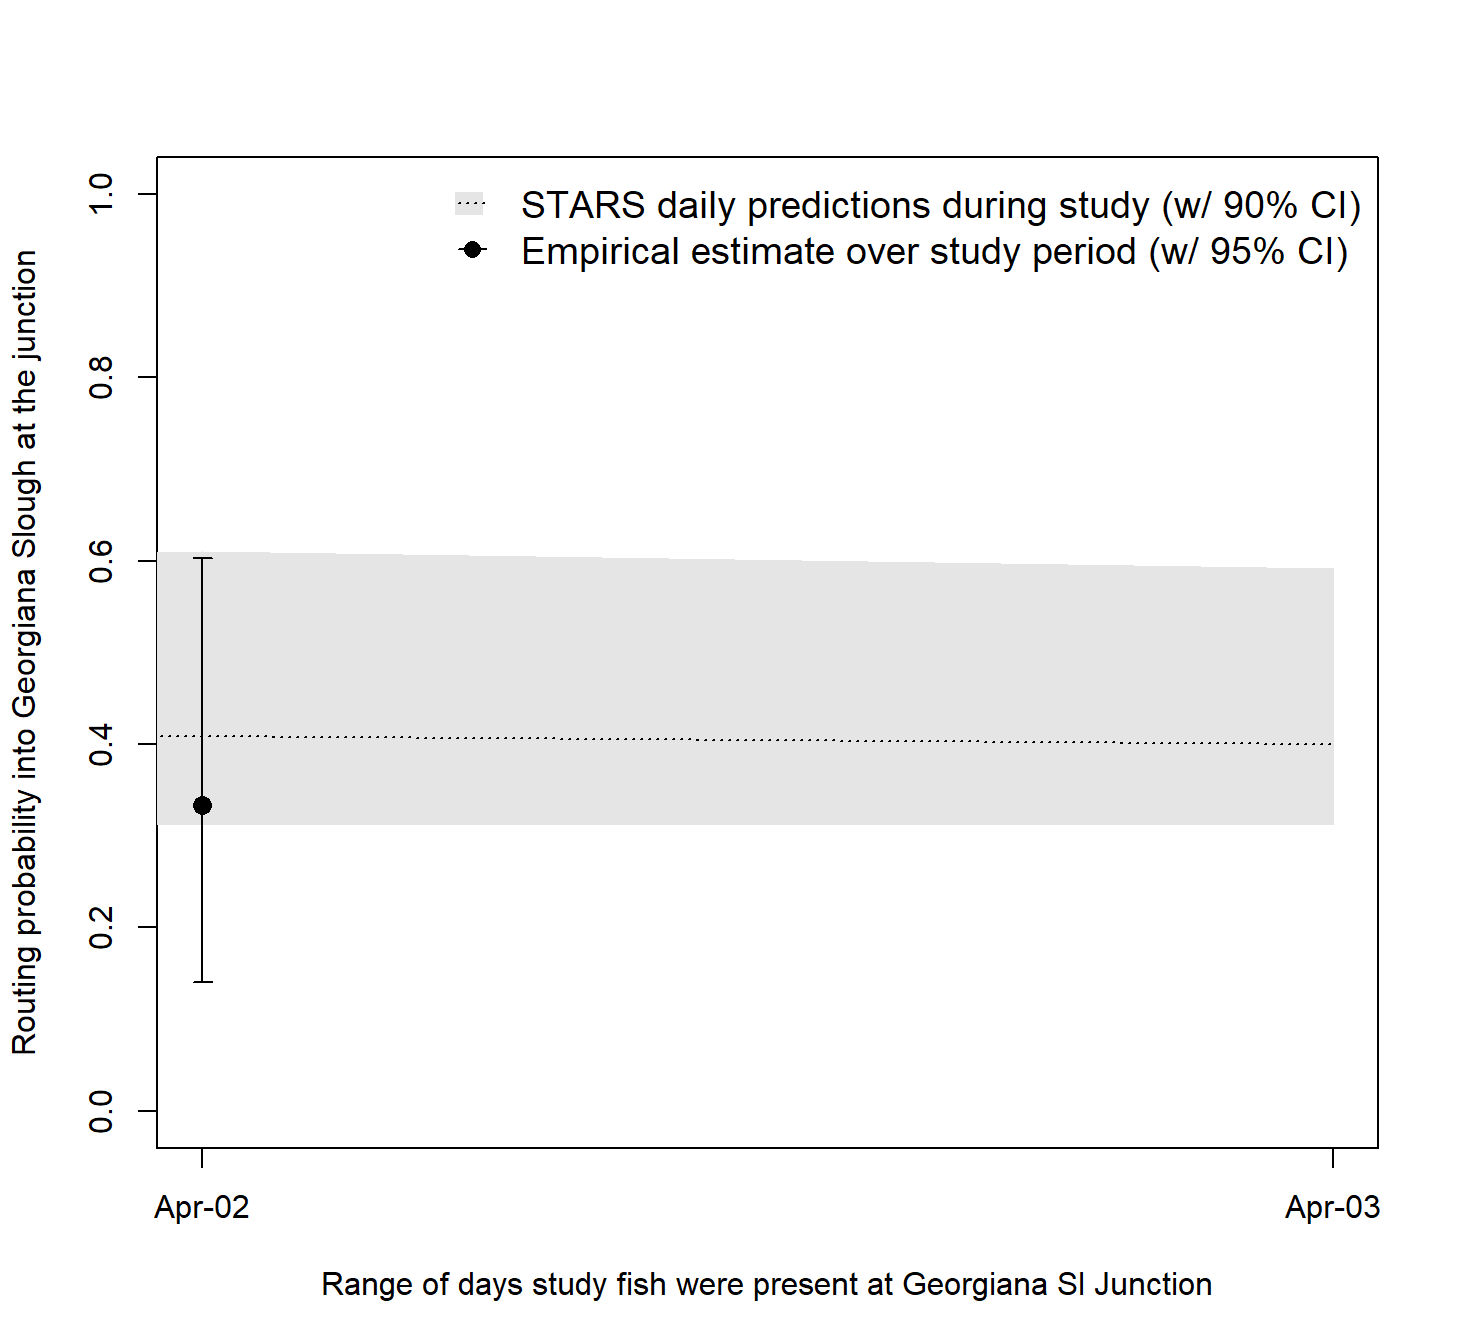 STARS daily predictions during study (w/ 90% CI)
Empirical estimate over study period (w/ 95% CI)
Routing probability into Georgiana Slough at the junction
1.0
0.8
0.6
0.4
0.2
0.0
Apr-02
Apr-03
Range of days study fish were present at Georgiana Sl Junction